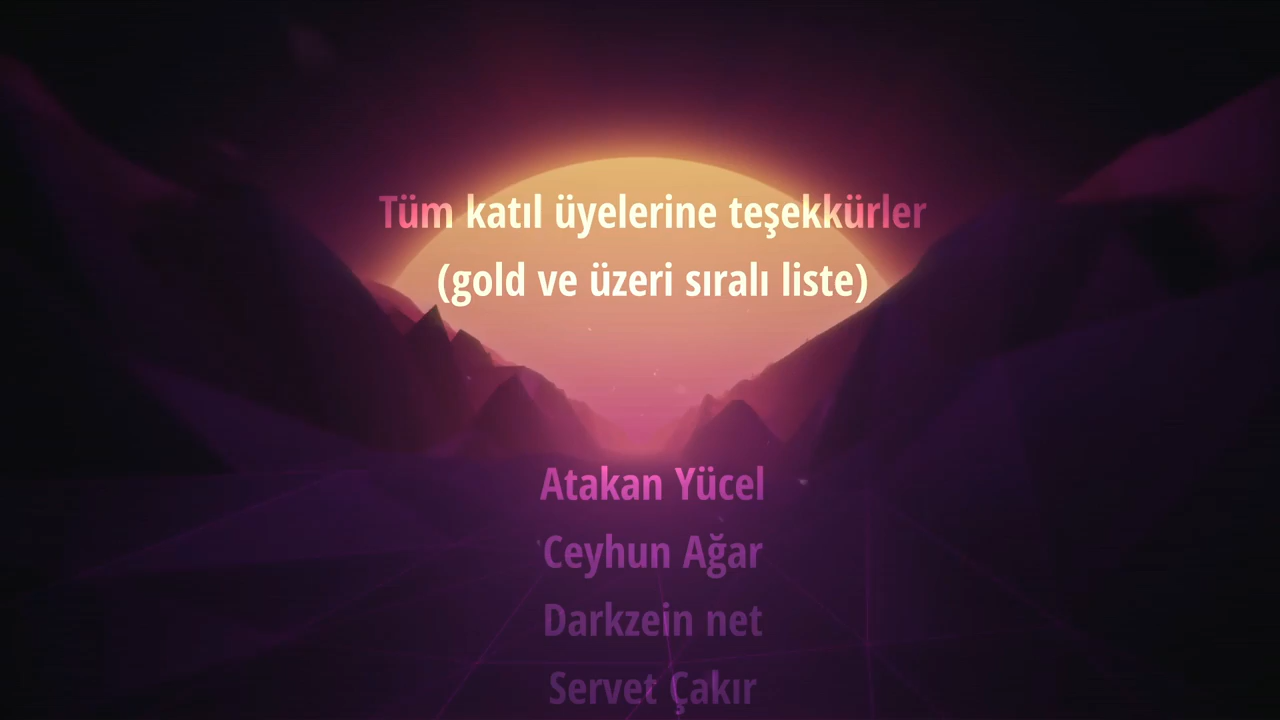 Tüm katıl üyelerine teşekkürler
(gold ve üzeri sıralı liste)
Atakan Yücel
Ceyhun Ağar
Darkzein net
Servet Çakır